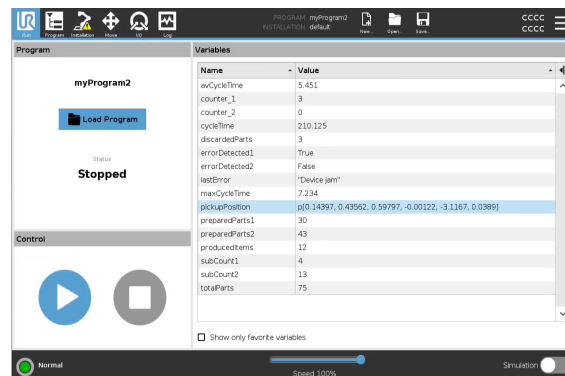 UR
Run
Program
Installation
Move
I/O
Log
PROGRAM myProgram2
INSTALLATION default
New...
Open...
Save...
CCCC
CCCC
Program
myProgram2
Load Program
Status
Stopped
Control
Variables
Name Value
avCycleTime 5.451
counter_1 3
counter_2 0
cycleTime 210.125
discardedParts 3
errorDetected1 True
errorDetected2 False
lastError "Device jam"
maxCycleTime 7.234
pickupPosition p[0.14397, 0.43562, 0.59797, -0.00122, -3.1167, 0.0389]
preparedParts1 30
preparedParts2 43
producedItems 12
subCount1 4
subCount2 13
totalParts 75
Show only favorite variables
Normal
Speed 100%
Simulation